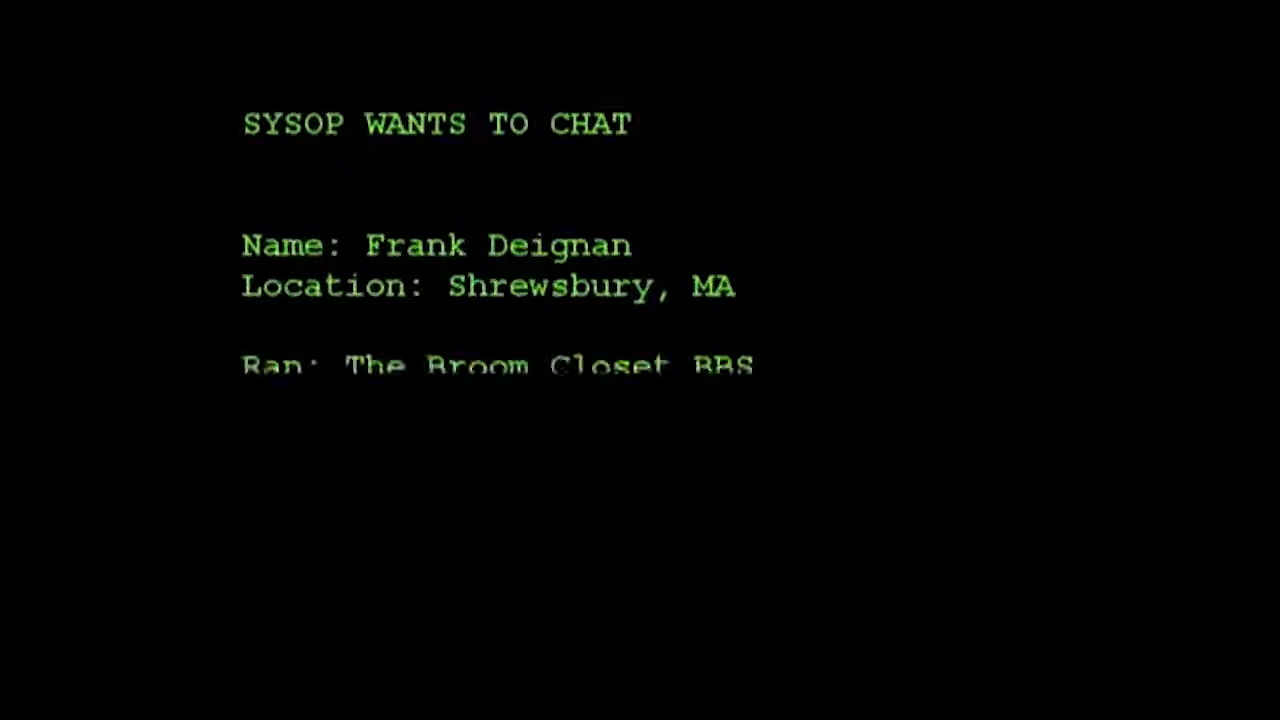 SYSOP WANTS TO CHAT
Name: Frank Deignan
Location: Shrewsbury, MA
Ran: The Broom Closet BBS